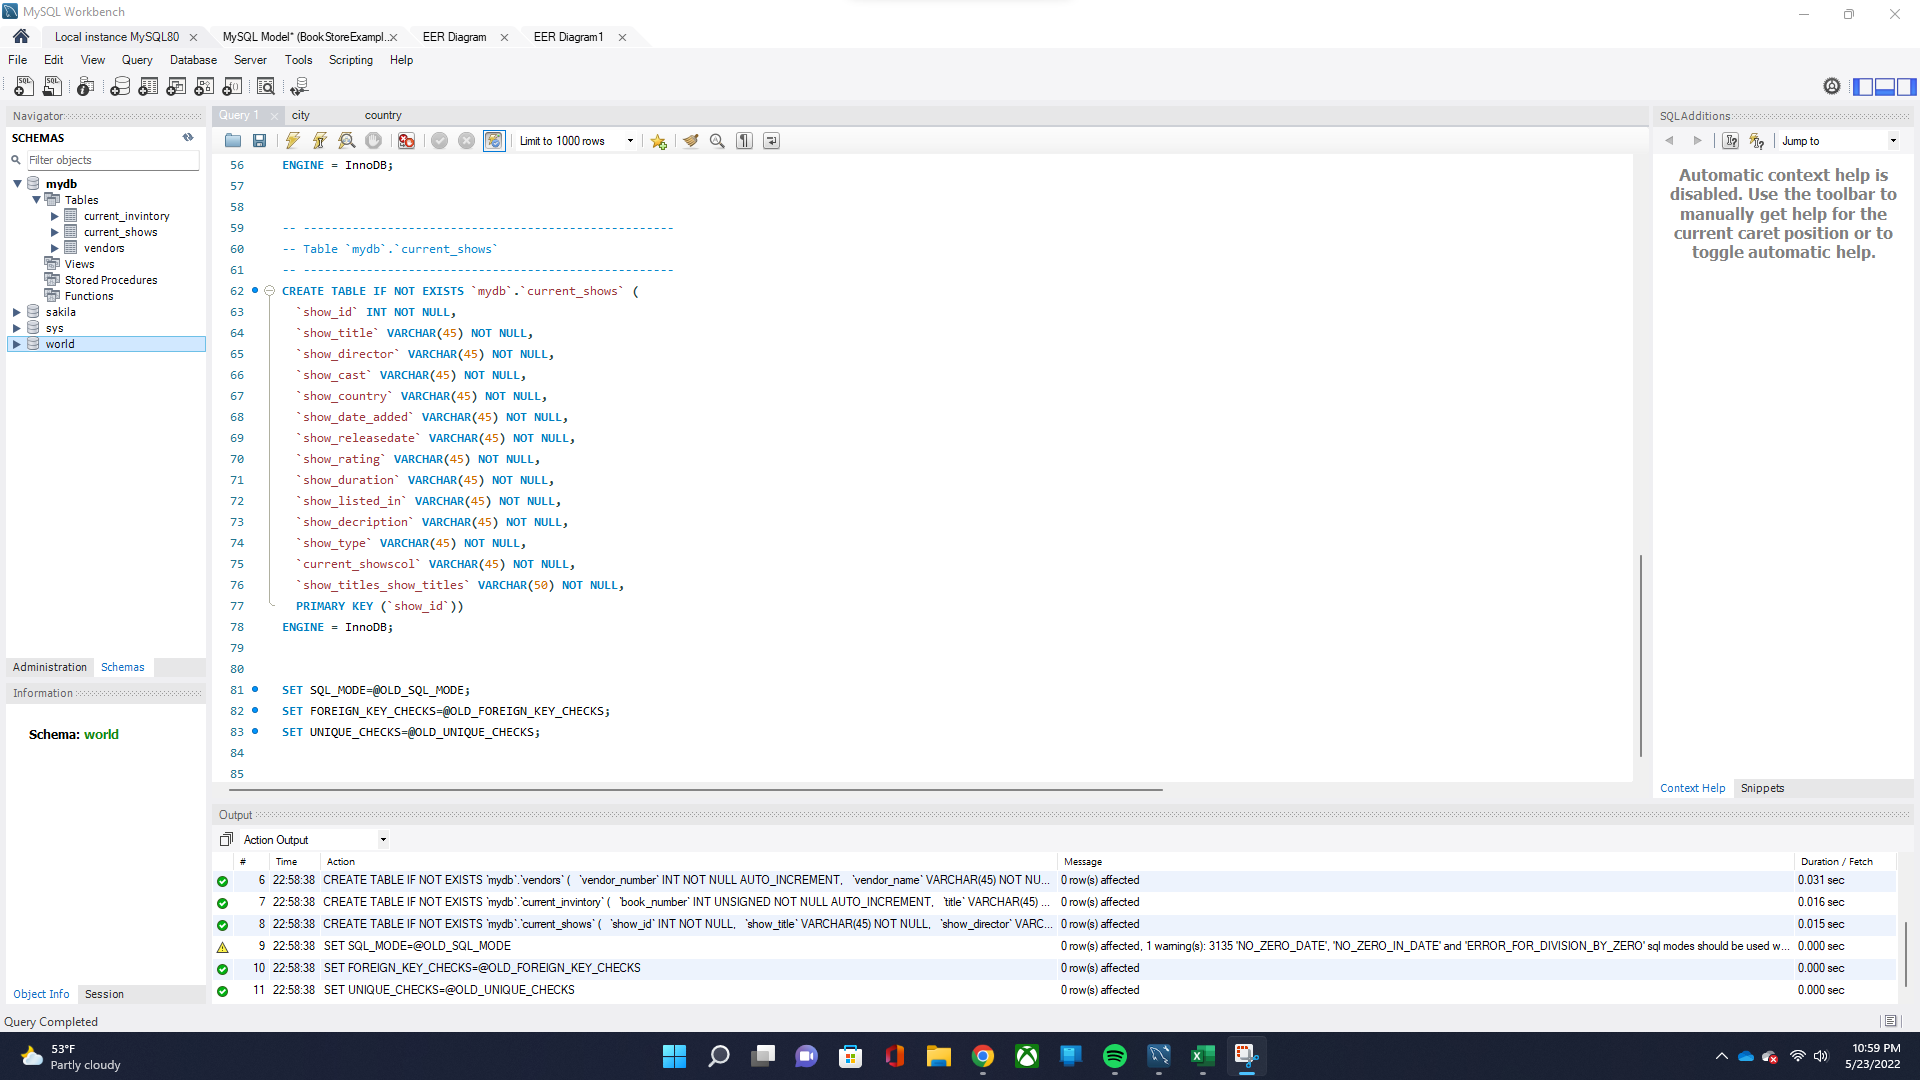 MySQL Workbench
Local instance MySQL80
MySQL Model* (BookStoreExampl...
EER Diagram
EER Diagram1
File Edit View Query Database Server Tools Scripting Help
Navigator
SCHEMAS
Filter objects
mydb
Tables
current_invintory
current_shows
vendors
Views
Stored Procedures
Functions
sakila
sys
world
Administration Schemas
Information
Schema: world
Object Info Session
Query 1 city country
Limit to 1000 rows
56 ENGINE = InnoDB;
57
58
59 -- -----------------------------------------------------
60 -- Table `mydb`.`current_shows`
61 -- -----------------------------------------------------
62 CREATE TABLE IF NOT EXISTS `mydb`.`current_shows` (
63 `show_id` INT NOT NULL,
64 `show_title` VARCHAR(45) NOT NULL,
65 `show_director` VARCHAR(45) NOT NULL,
66 `show_cast` VARCHAR(45) NOT NULL,
67 `show_country` VARCHAR(45) NOT NULL,
68 `show_date_added` VARCHAR(45) NOT NULL,
69 `show_releasedate` VARCHAR(45) NOT NULL,
70 `show_rating` VARCHAR(45) NOT NULL,
71 `show_duration` VARCHAR(45) NOT NULL,
72 `show_listed_in` VARCHAR(45) NOT NULL,
73 `show_decription` VARCHAR(45) NOT NULL,
74 `show_type` VARCHAR(45) NOT NULL,
75 `current_showscol` VARCHAR(45) NOT NULL,
76 `show_titles_show_titles` VARCHAR(50) NOT NULL,
77 PRIMARY KEY (`show_id`))
78 ENGINE = InnoDB;
79
80
81 SET SQL_MODE=@OLD_SQL_MODE;
82 SET FOREIGN_KEY_CHECKS=@OLD_FOREIGN_KEY_CHECKS;
83 SET UNIQUE_CHECKS=@OLD_UNIQUE_CHECKS;
84
85
SQLAdditions
Jump to
Automatic context help is
disabled. Use the toolbar to
manually get help for the
current caret position or to
toggle automatic help.
Context Help Snippets
Output
Action Output
# Time Action Message Duration / Fetch
6 22:58:38 CREATE TABLE IF NOT EXISTS `mydb`.`vendors` ( `vendor_number` INT NOT NULL AUTO_INCREMENT, `vendor_name` VARCHAR(45) NOT NU... 0 row(s) affected 0.031 sec
7 22:58:38 CREATE TABLE IF NOT EXISTS `mydb`.`current_invintory` ( `book_number` INT UNSIGNED NOT NULL AUTO_INCREMENT, `title` VARCHAR(45) ... 0 row(s) affected 0.016 sec
8 22:58:38 CREATE TABLE IF NOT EXISTS `mydb`.`current_shows` ( `show_id` INT NOT NULL, `show_title` VARCHAR(45) NOT NULL, `show_director` VARC... 0 row(s) affected 0.015 sec
9 22:58:38 SET SQL_MODE=@OLD_SQL_MODE 0 row(s) affected, 1 warning(s): 3135 'NO_ZERO_DATE', 'NO_ZERO_IN_DATE' and 'ERROR_FOR_DIVISION_BY_ZERO' sql modes should be used w... 0.000 sec
10 22:58:38 SET FOREIGN_KEY_CHECKS=@OLD_FOREIGN_KEY_CHECKS 0 row(s) affected 0.000 sec
11 22:58:38 SET UNIQUE_CHECKS=@OLD_UNIQUE_CHECKS 0 row(s) affected 0.000 sec
Query Completed
53°F
Partly cloudy
10:59 PM
5/23/2022